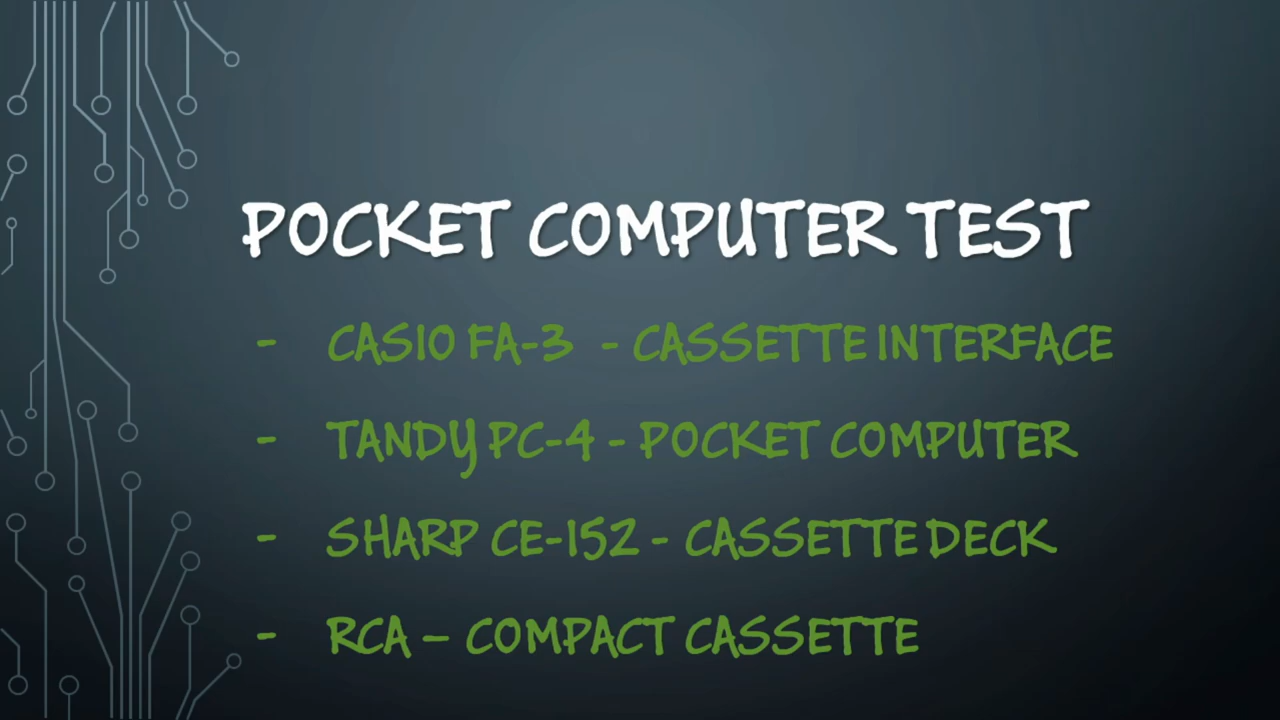 POCKET COMPUTER TEST
- CASIO FA-3 - CASSETTE INTERFACE
- TANDY PC-4 - POCKET COMPUTER
- SHARP CE-152 - CASSETTE DECK
- RCA – COMPACT CASSETTE